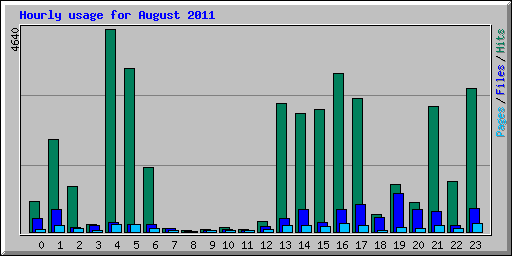 Hourly usage for August 2011
4640
Pages / Files / Hits
0 1 2 3 4 5 6 7 8 9 10 11 12 13 14 15 16 17 18 19 20 21 22 23